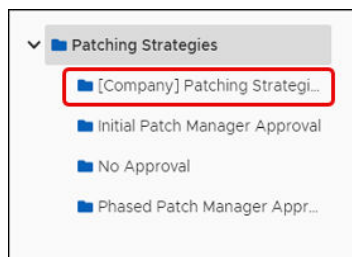 Patching Strategies
[Company] Patching Strategi...
Initial Patch Manager Approval
No Approval
Phased Patch Manager Appr...